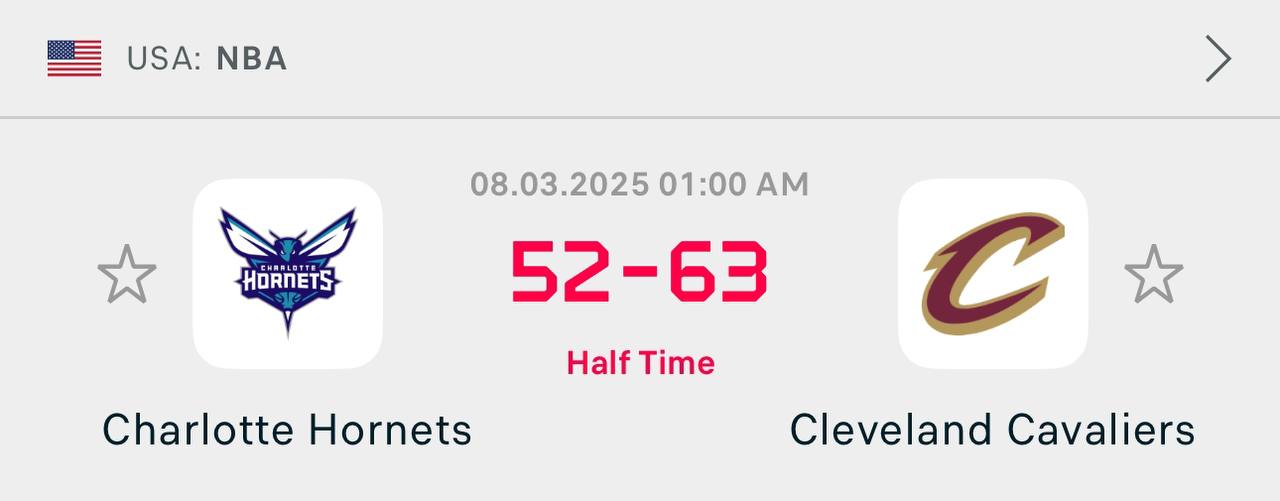 USA: NBA
08.03.2025 01:00 AM
CHARLOTTE
HORNETS
52-63
Half Time
Charlotte Hornets
Cleveland Cavaliers